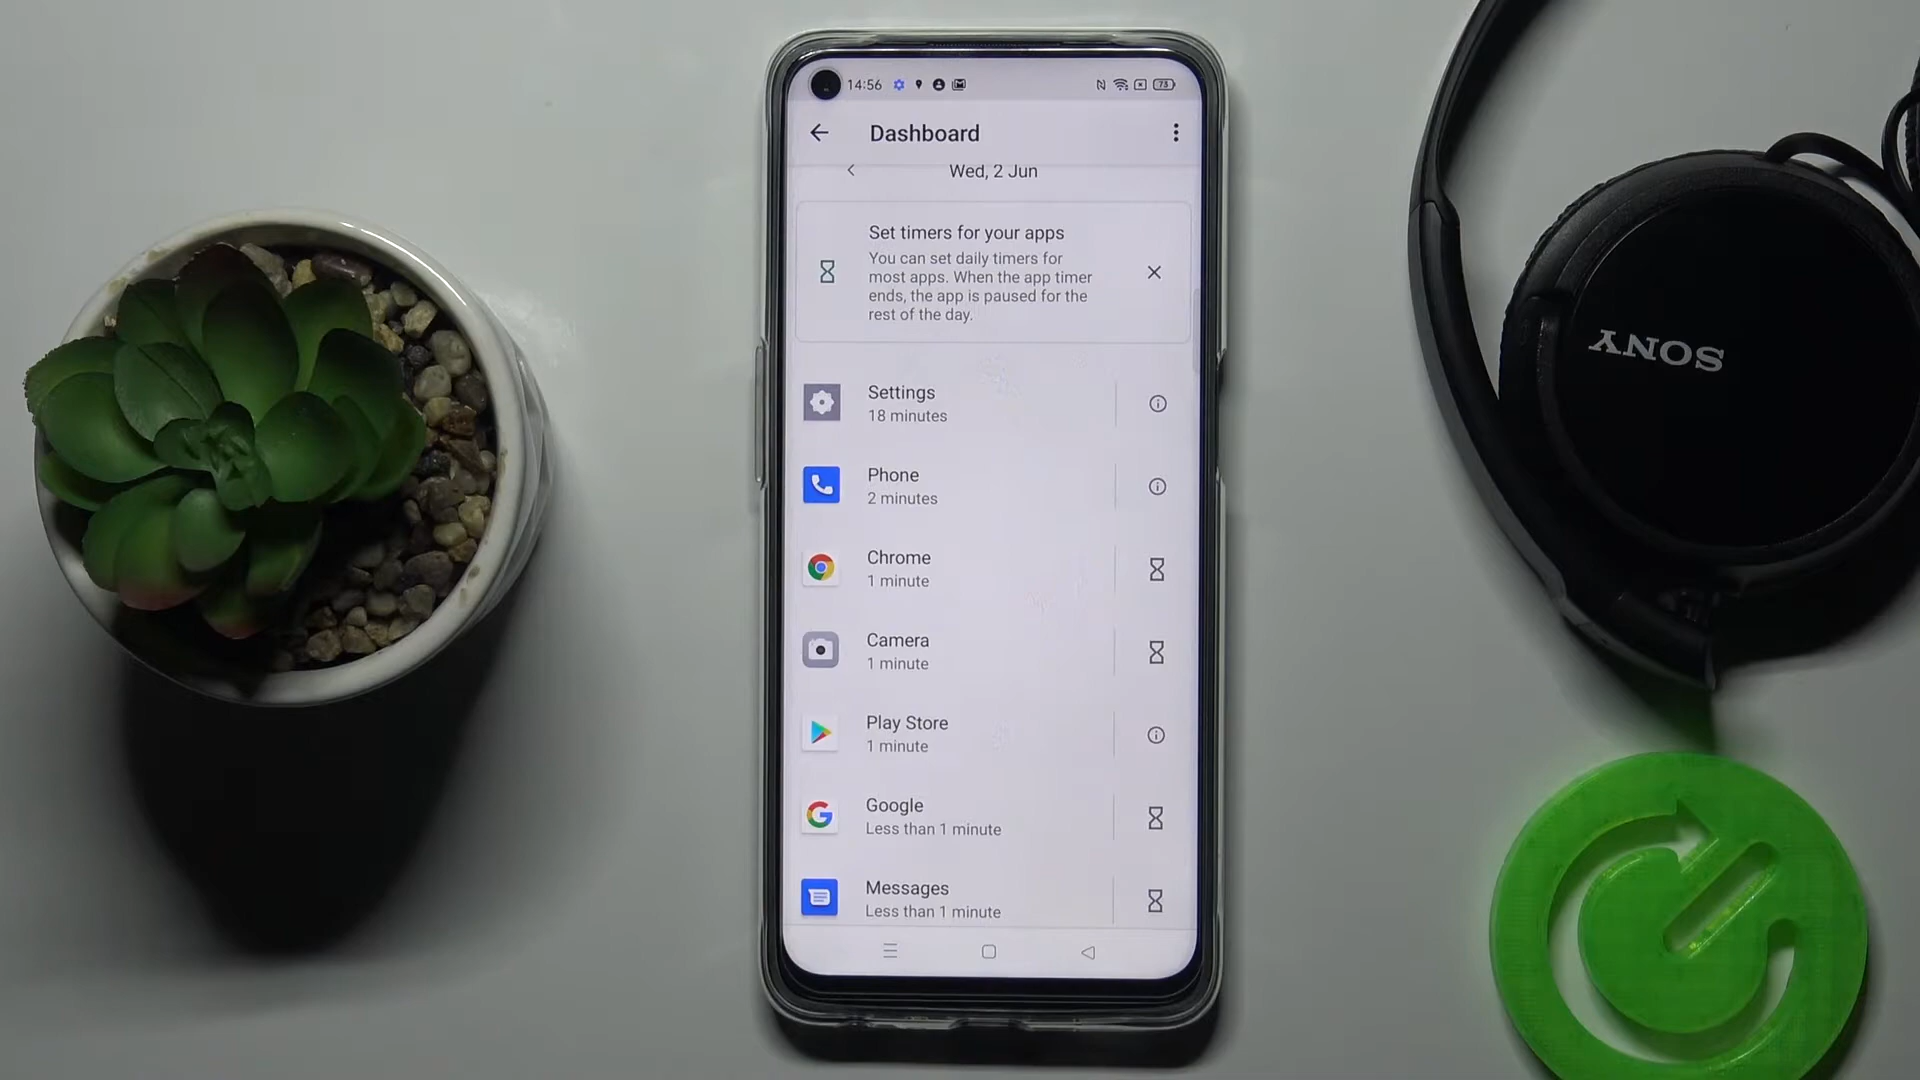 14:56
73
Dashboard
Wed, 2 Jun
Set timers for your apps
You can set daily timers for
most apps. When the app timer
ends, the app is paused for the
rest of the day.
Settings
18 minutes
Phone
2 minutes
Chrome
1 minute
Camera
1 minute
Play Store
1 minute
Google
Less than 1 minute
Messages
Less than 1 minute
SONY